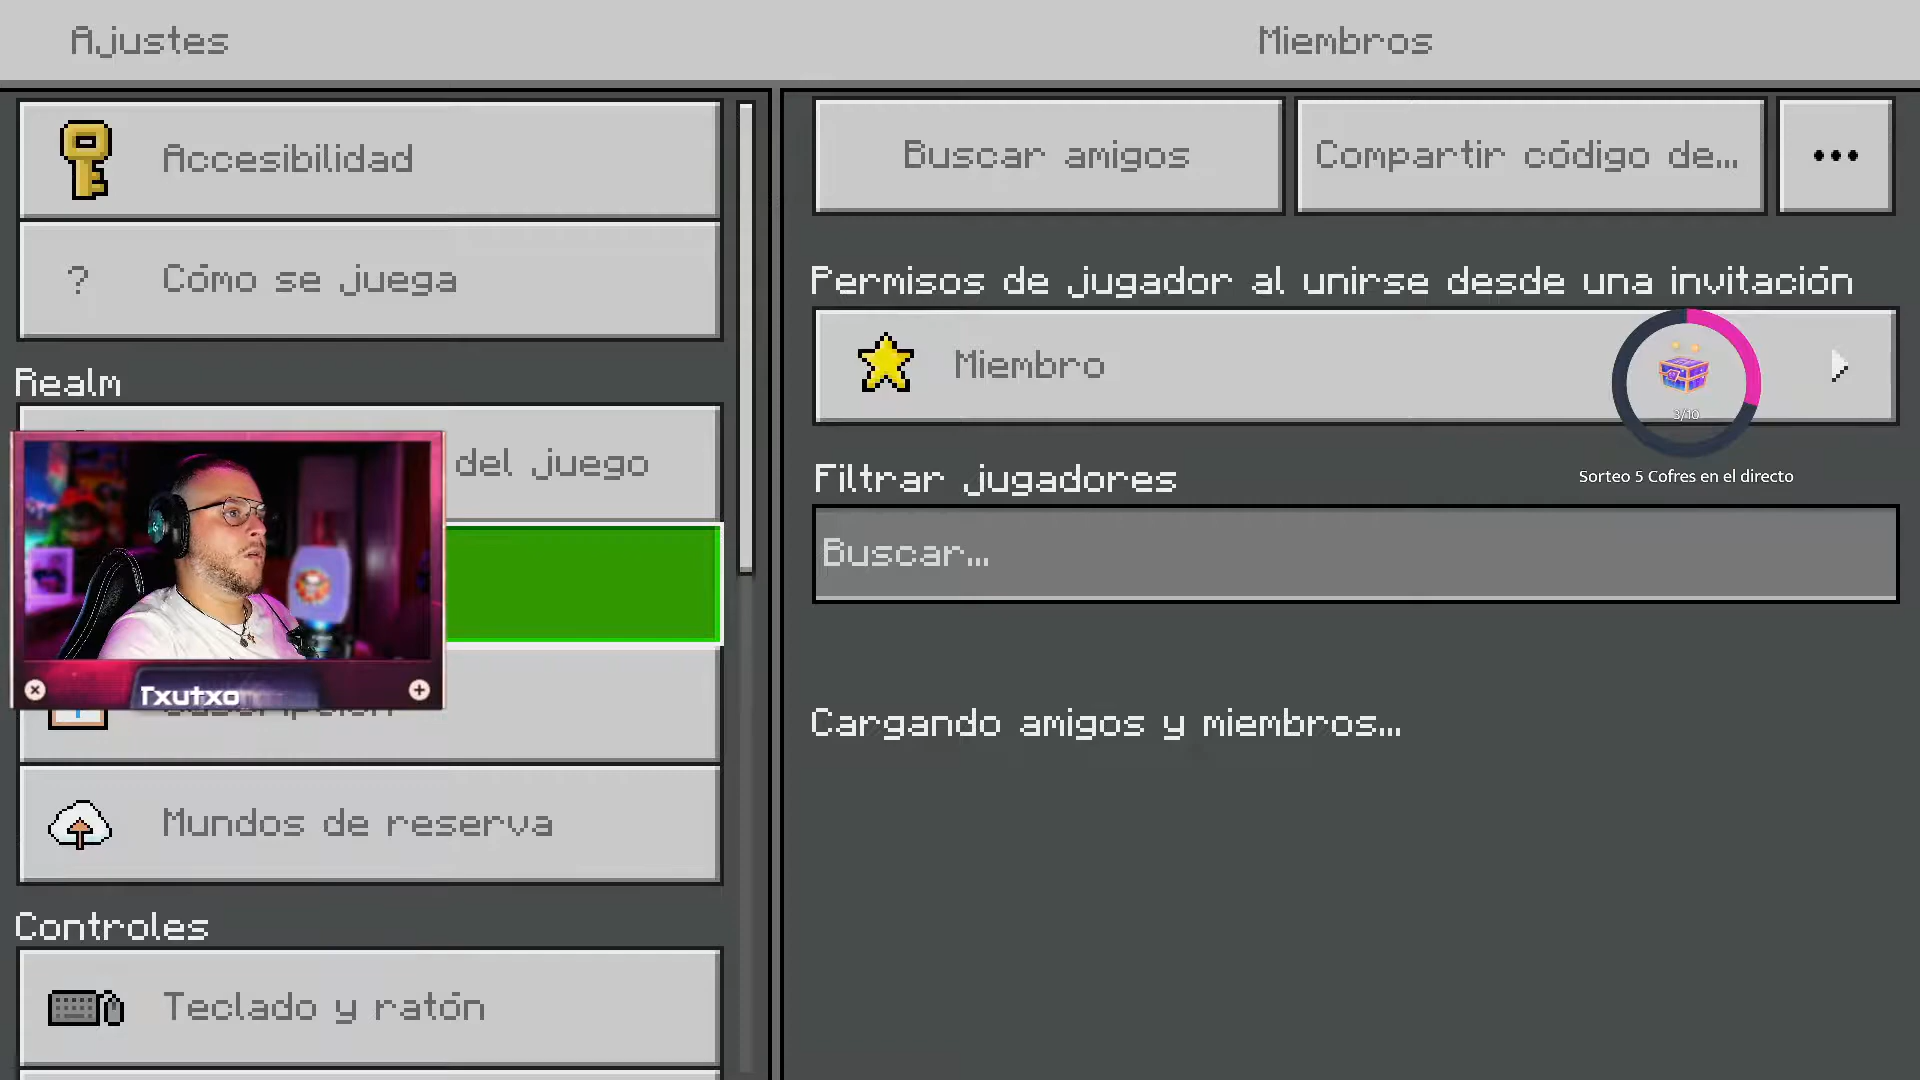 Ajustes
Miembros
Accesibilidad
Cómo se juega
Realm
del juego
Mundos de reserva
Controles
Teclado y ratón
Buscar amigos
Compartir código de...
Permisos de jugador al unirse desde una invitación
Miembro
3/10
Sorteo 5 Cofres en el directo
Filtrar jugadores
Buscar...
Cargando amigos y miembros...
Txutxo